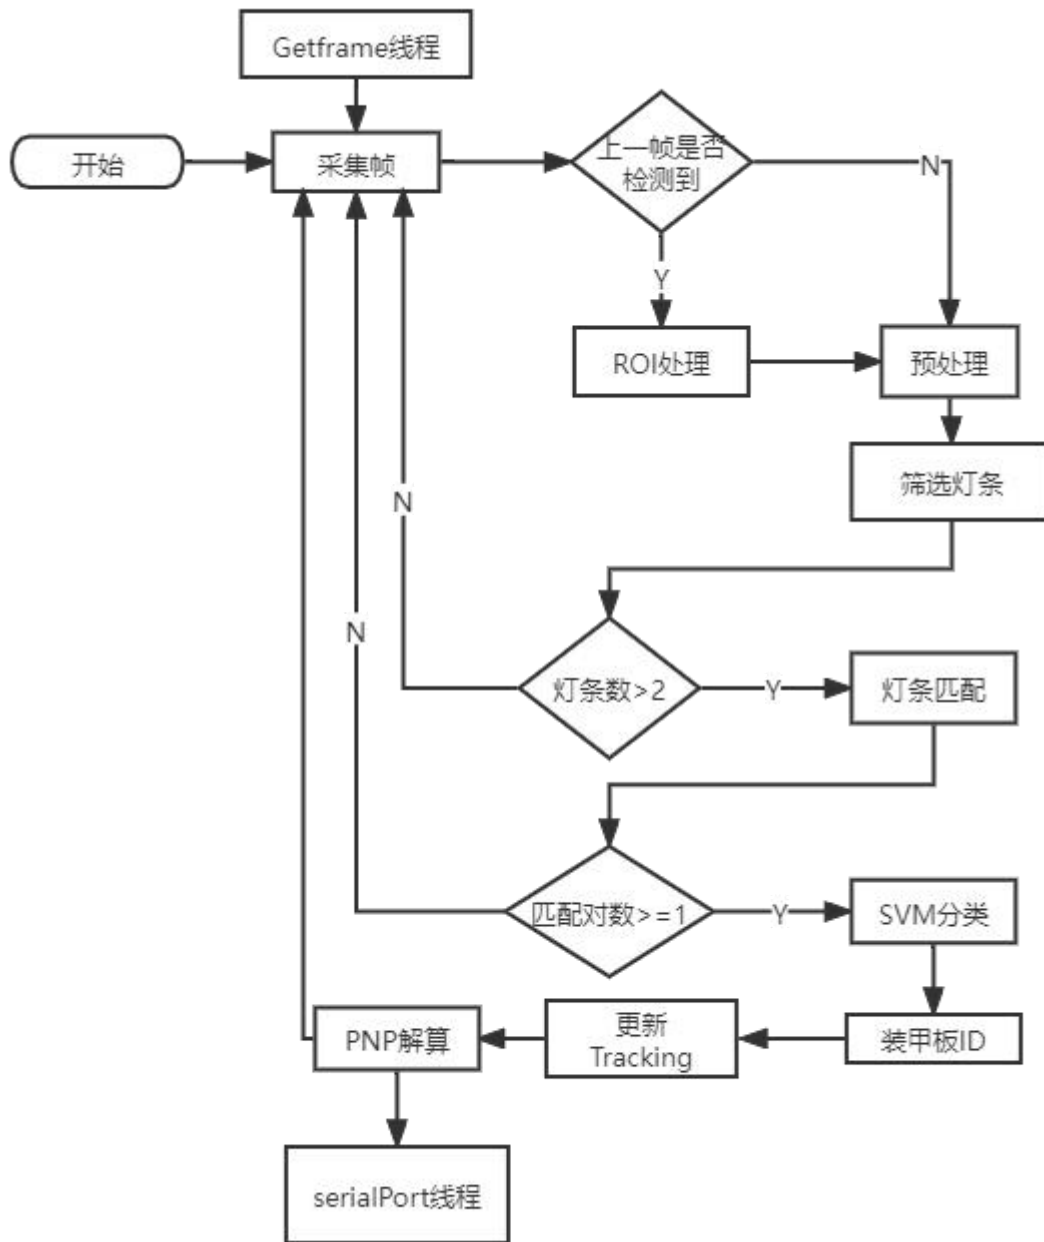 Getframe线程
开始
采集帧
上一帧是否
检测到
N
Y
ROI处理
预处理
筛选灯条
N
N
灯条数>2
Y
灯条匹配
匹配对数>=1
Y
SVM分类
PNP解算
更新
Tracking
装甲板ID
serialPort线程